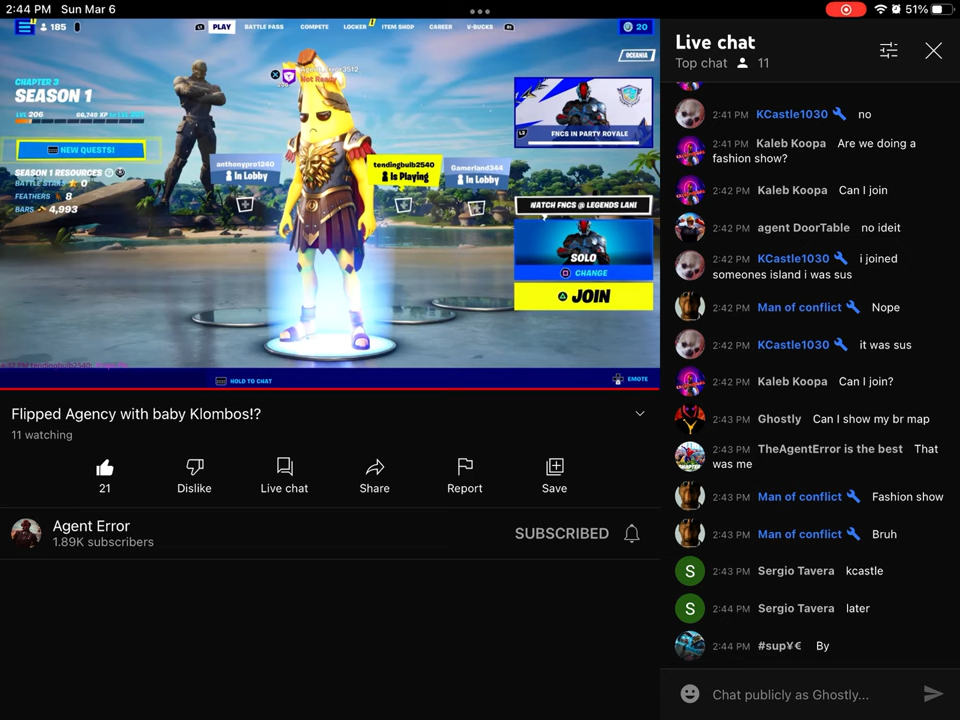 2:44 PM Sun Mar 6
51%
185
PLAY
BATTLE PASS
COMPETE
LOCKER
ITEM SHOP
CAREER
V-BUCKS
20
OCEANIA
CHAPTER 3
SEASON 1
LVL 206
NEW QUESTS!
SEASON 1 RESOURCES
BATTLE STARS 0
FEATHERS 8
BARS 4,993
Not Ready
anthonypro1240
In Lobby
tendingbulb2540
Is Playing
Gamerland344
In Lobby
L2
FNCS IN PARTY ROYALE
WATCH FNCS @ LEGENDS LAN!
SOLO
CHANGE
JOIN
HOLD TO CHAT
EMOTE
Flipped Agency with baby Klombos!?
11 watching
21
Dislike
Live chat
Share
Report
Save
Agent Error
1.89K subscribers
SUBSCRIBED
Live chat
Top chat 11
2:41 PM KCastle1030 no
2:41 PM Kaleb Koopa Are we doing a
fashion show?
2:42 PM Kaleb Koopa Can I join
2:42 PM agent DoorTable no ideit
2:42 PM KCastle1030 i joined
someones island i was sus
2:42 PM Man of conflict Nope
2:42 PM KCastle1030 it was sus
2:42 PM Kaleb Koopa Can I join?
2:43 PM Ghostly Can I show my br map
2:43 PM TheAgentError is the best That
was me
2:43 PM Man of conflict Fashion show
2:43 PM Man of conflict Bruh
S 2:43 PM Sergio Tavera kcastle
S 2:44 PM Sergio Tavera later
2:44 PM #sup¥€ By
Chat publicly as Ghostly...